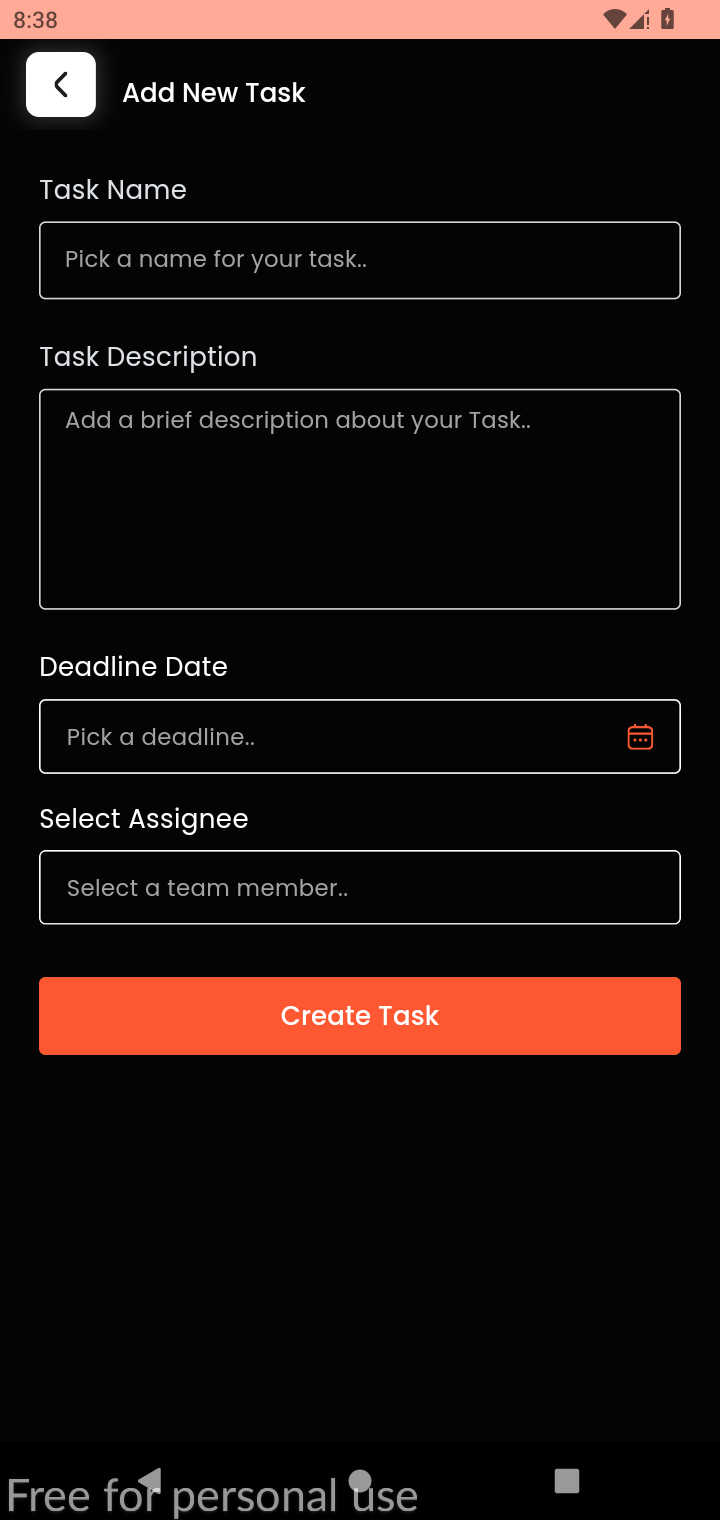 8:38
Add New Task
Task Name
Pick a name for your task..
Task Description
Add a brief description about your Task..
Deadline Date
Pick a deadline..
Select Assignee
Select a team member..
Create Task
Free for personal use